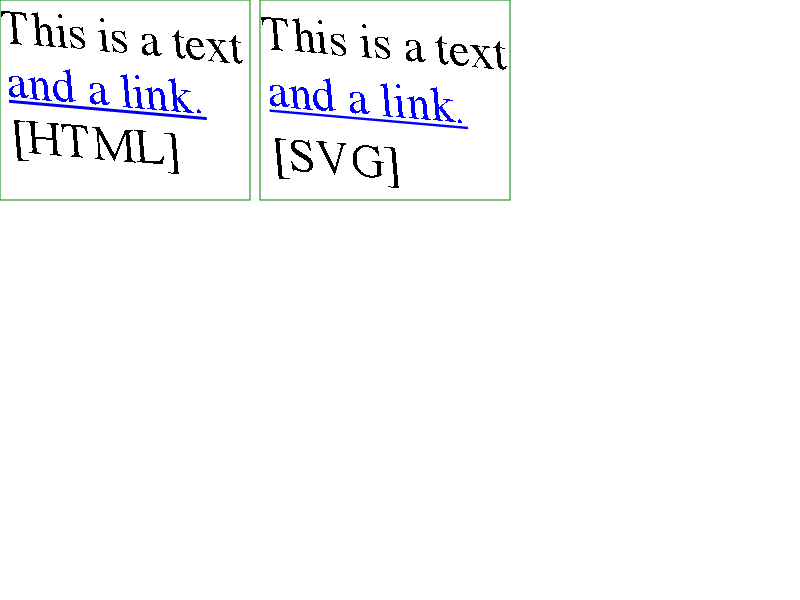 This is a text
and a link.
[HTML]
This is a text
and a link.
[SVG]